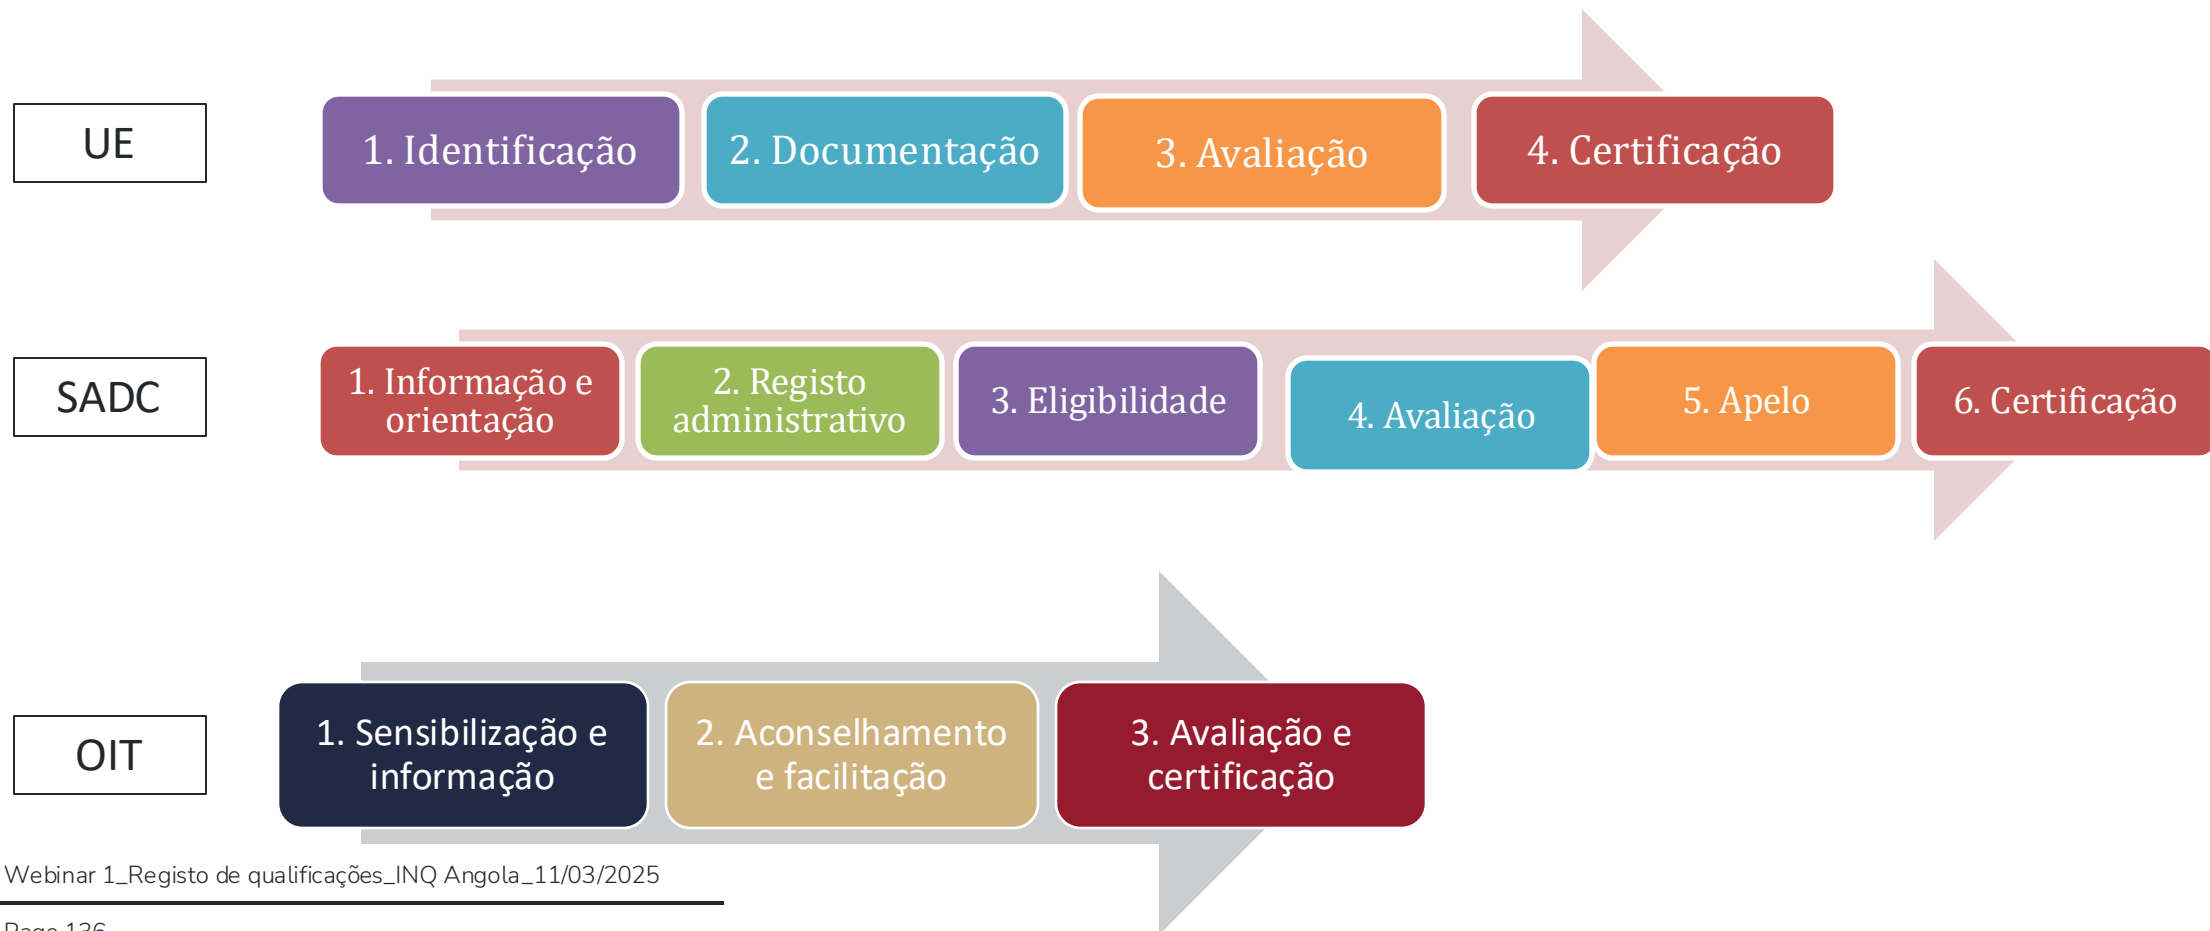 UE
1. Identificação
2. Documentação
3. Avaliação
4. Certificação
SADC
1. Informação e
orientação
2. Registo
administrativo
3. Eligibilidade
4. Avaliação
5. Apelo
6. Certificação
OIT
1. Sensibilização e
informação
2. Aconselhamento
e facilitação
3. Avaliação e
certificação
Webinar 1_Registo de qualificações_INQ Angola_11/03/2025
Page 136